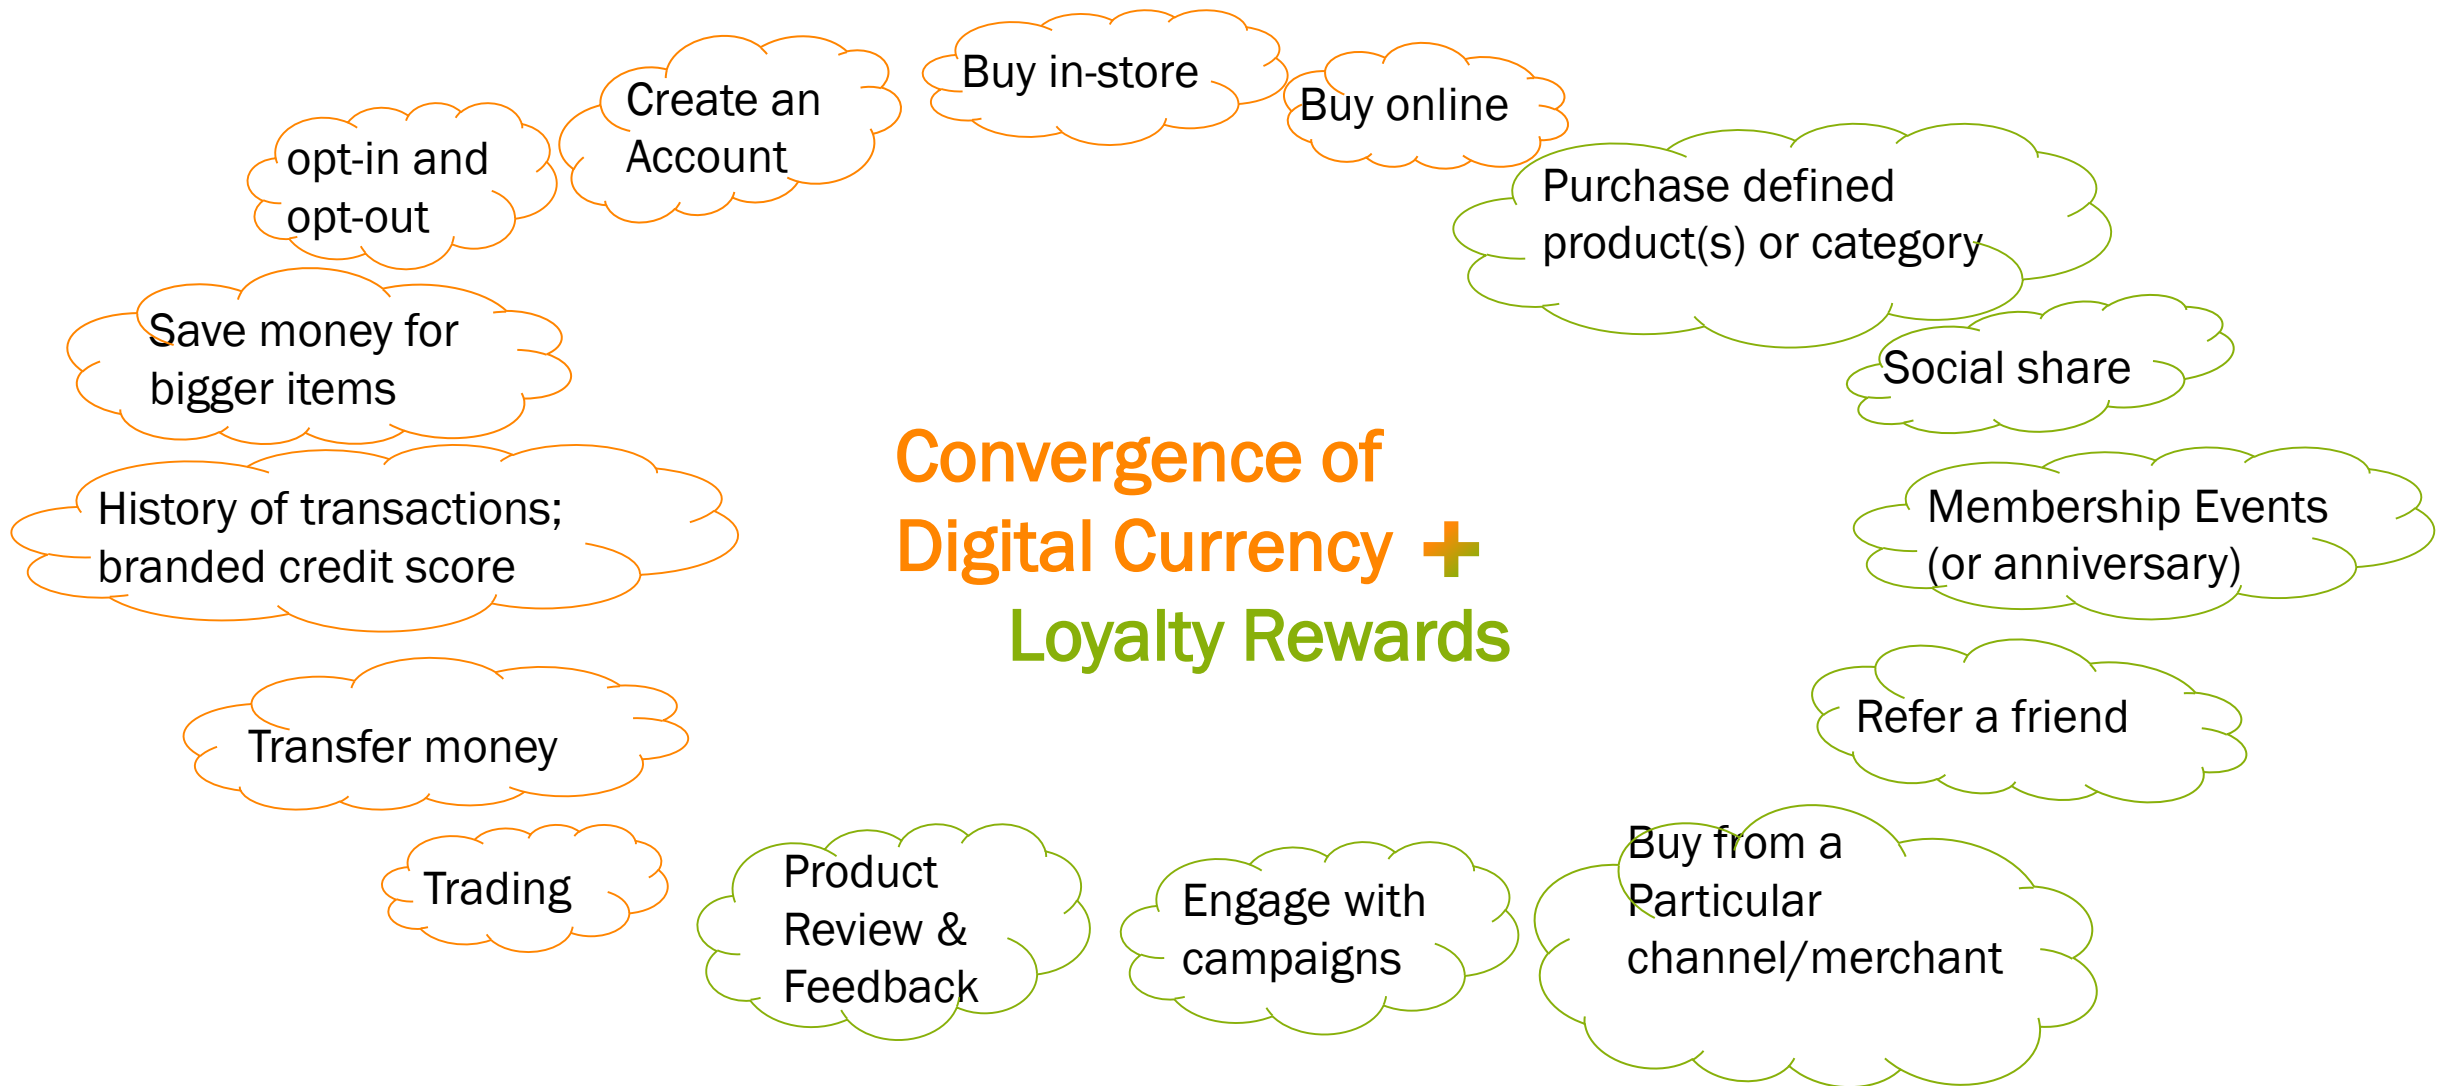 Buy in-store
Buy online
Create an
Account
opt-in and
opt-out
Purchase defined
product(s) or category
Save money for
bigger items
Social share
Convergence of
Digital Currency +
Loyalty Rewards
History of transactions;
branded credit score
Membership Events
(or anniversary)
Transfer money
Refer a friend
Trading
Product
Review &
Feedback
Engage with
campaigns
Buy from a
Particular
channel/merchant